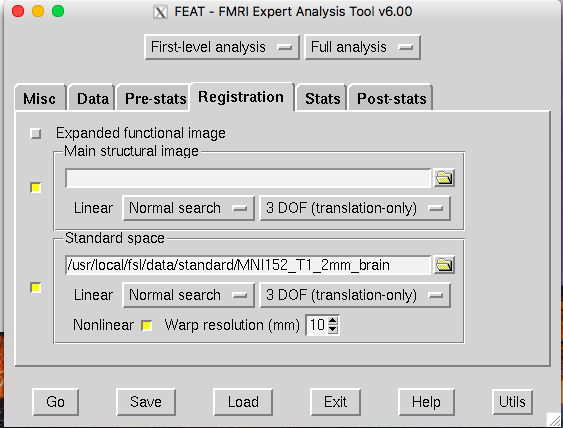 FEAT - FMRI Expert Analysis Tool v6.00
First-level analysis Full analysis
Misc Data Pre-stats Registration Stats Post-stats
Expanded functional image
Main structural image
Linear Normal search 3 DOF (translation-only)
Standard space
/usr/local/fsl/data/standard/MNI152_T1_2mm_brain
Linear Normal search 3 DOF (translation-only)
Nonlinear Warp resolution (mm) 10
Go Save Load Exit Help Utils